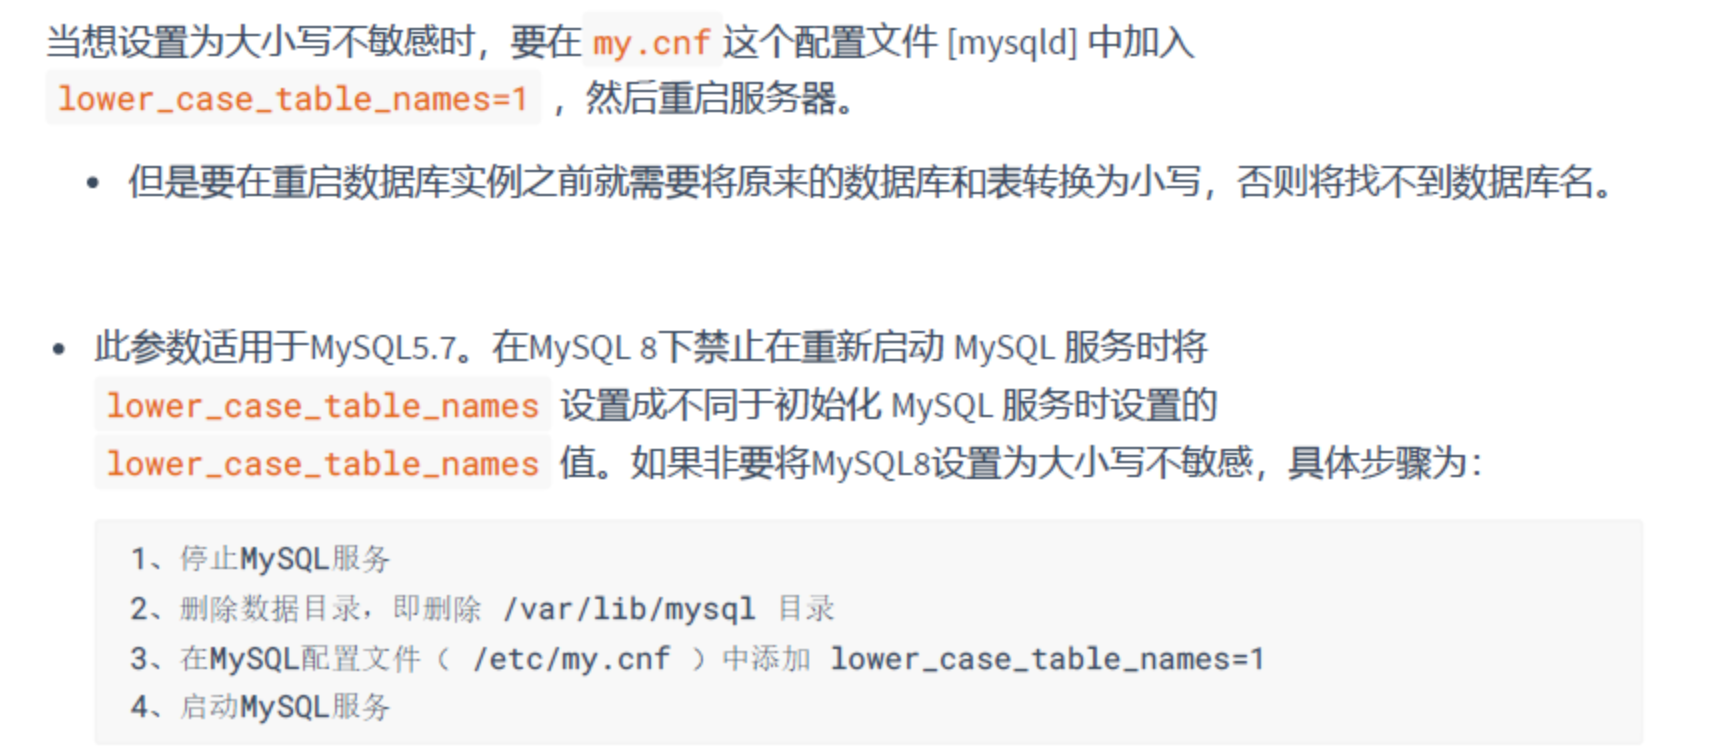 当想设置为大小写不敏感时，要在 my.cnf 这个配置文件 [mysqld] 中加入
lower_case_table_names=1 ，然后重启服务器。
• 但是要在重启数据库实例之前就需要将原来的数据库和表转换为小写，否则将找不到数据库名。
• 此参数适用于MySQL5.7。在MySQL 8下禁止在重新启动 MySQL 服务时将
lower_case_table_names 设置成不同于初始化 MySQL 服务时设置的
lower_case_table_names 值。如果非要将MySQL8设置为大小写不敏感，具体步骤为：
1、停止MySQL服务
2、删除数据目录，即删除 /var/lib/mysql 目录
3、在MySQL配置文件（ /etc/my.cnf ）中添加 lower_case_table_names=1
4、启动MySQL服务